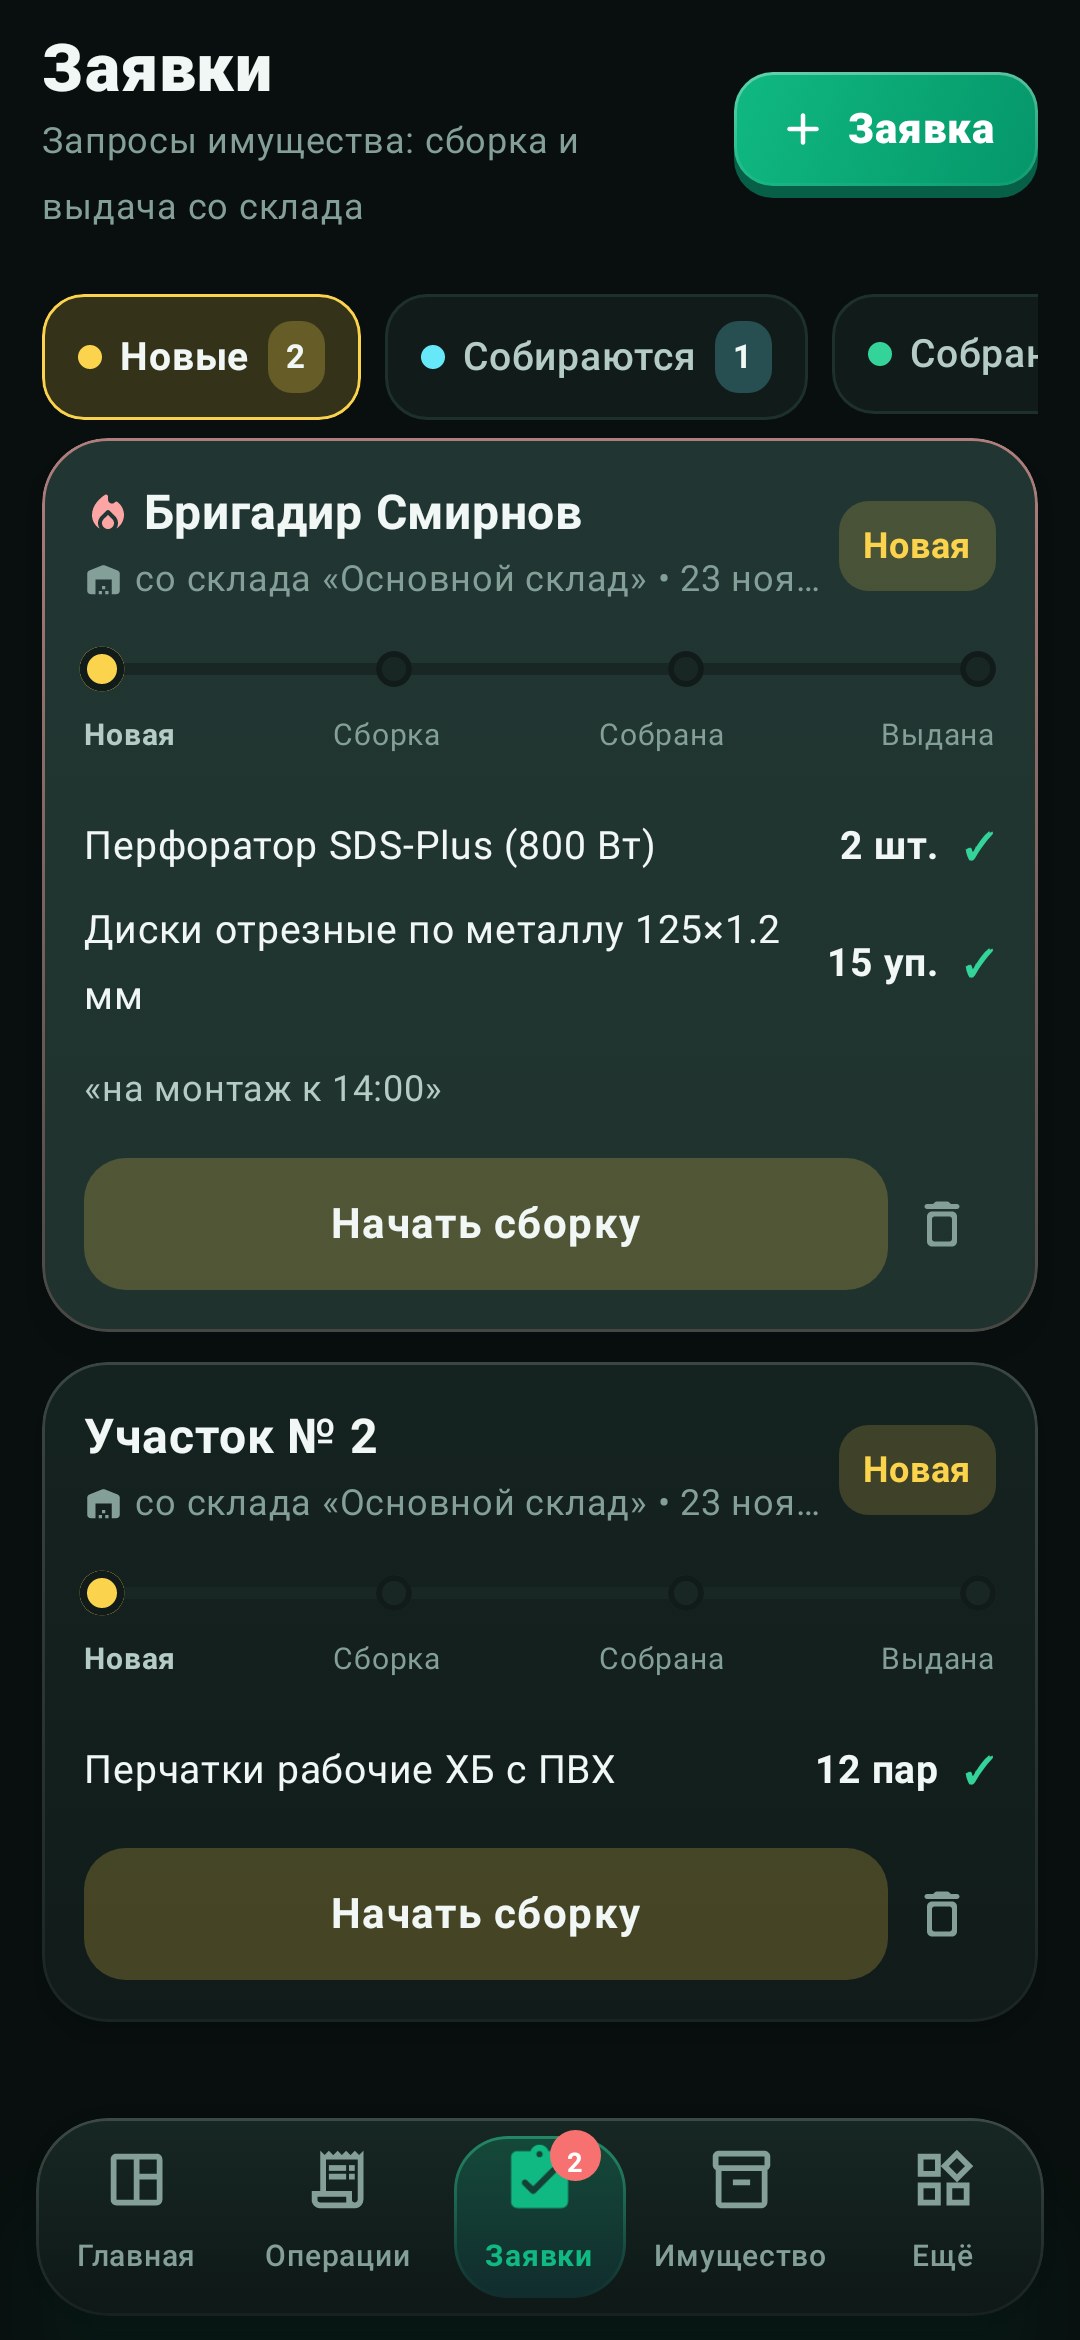 Заявки
Запросы имущества: сборка и
выдача со склада
+ Заявка
Новые 2
Собираются 1
Собран
Бригадир Смирнов
Новая
со склада «Основной склад» • 23 ноя...
Новая
Сборка
Собрана
Выдана
Перфоратор SDS-Plus (800 Вт)
2 шт. ✓
Диски отрезные по металлу 125×1.2
мм
15 уп. ✓
«на монтаж к 14:00»
Начать сборку
Участок № 2
Новая
со склада «Основной склад» • 23 ноя...
Новая
Сборка
Собрана
Выдана
Перчатки рабочие ХБ с ПВХ
12 пар ✓
Начать сборку
2
Главная
Операции
Заявки
Имущество
Ещё